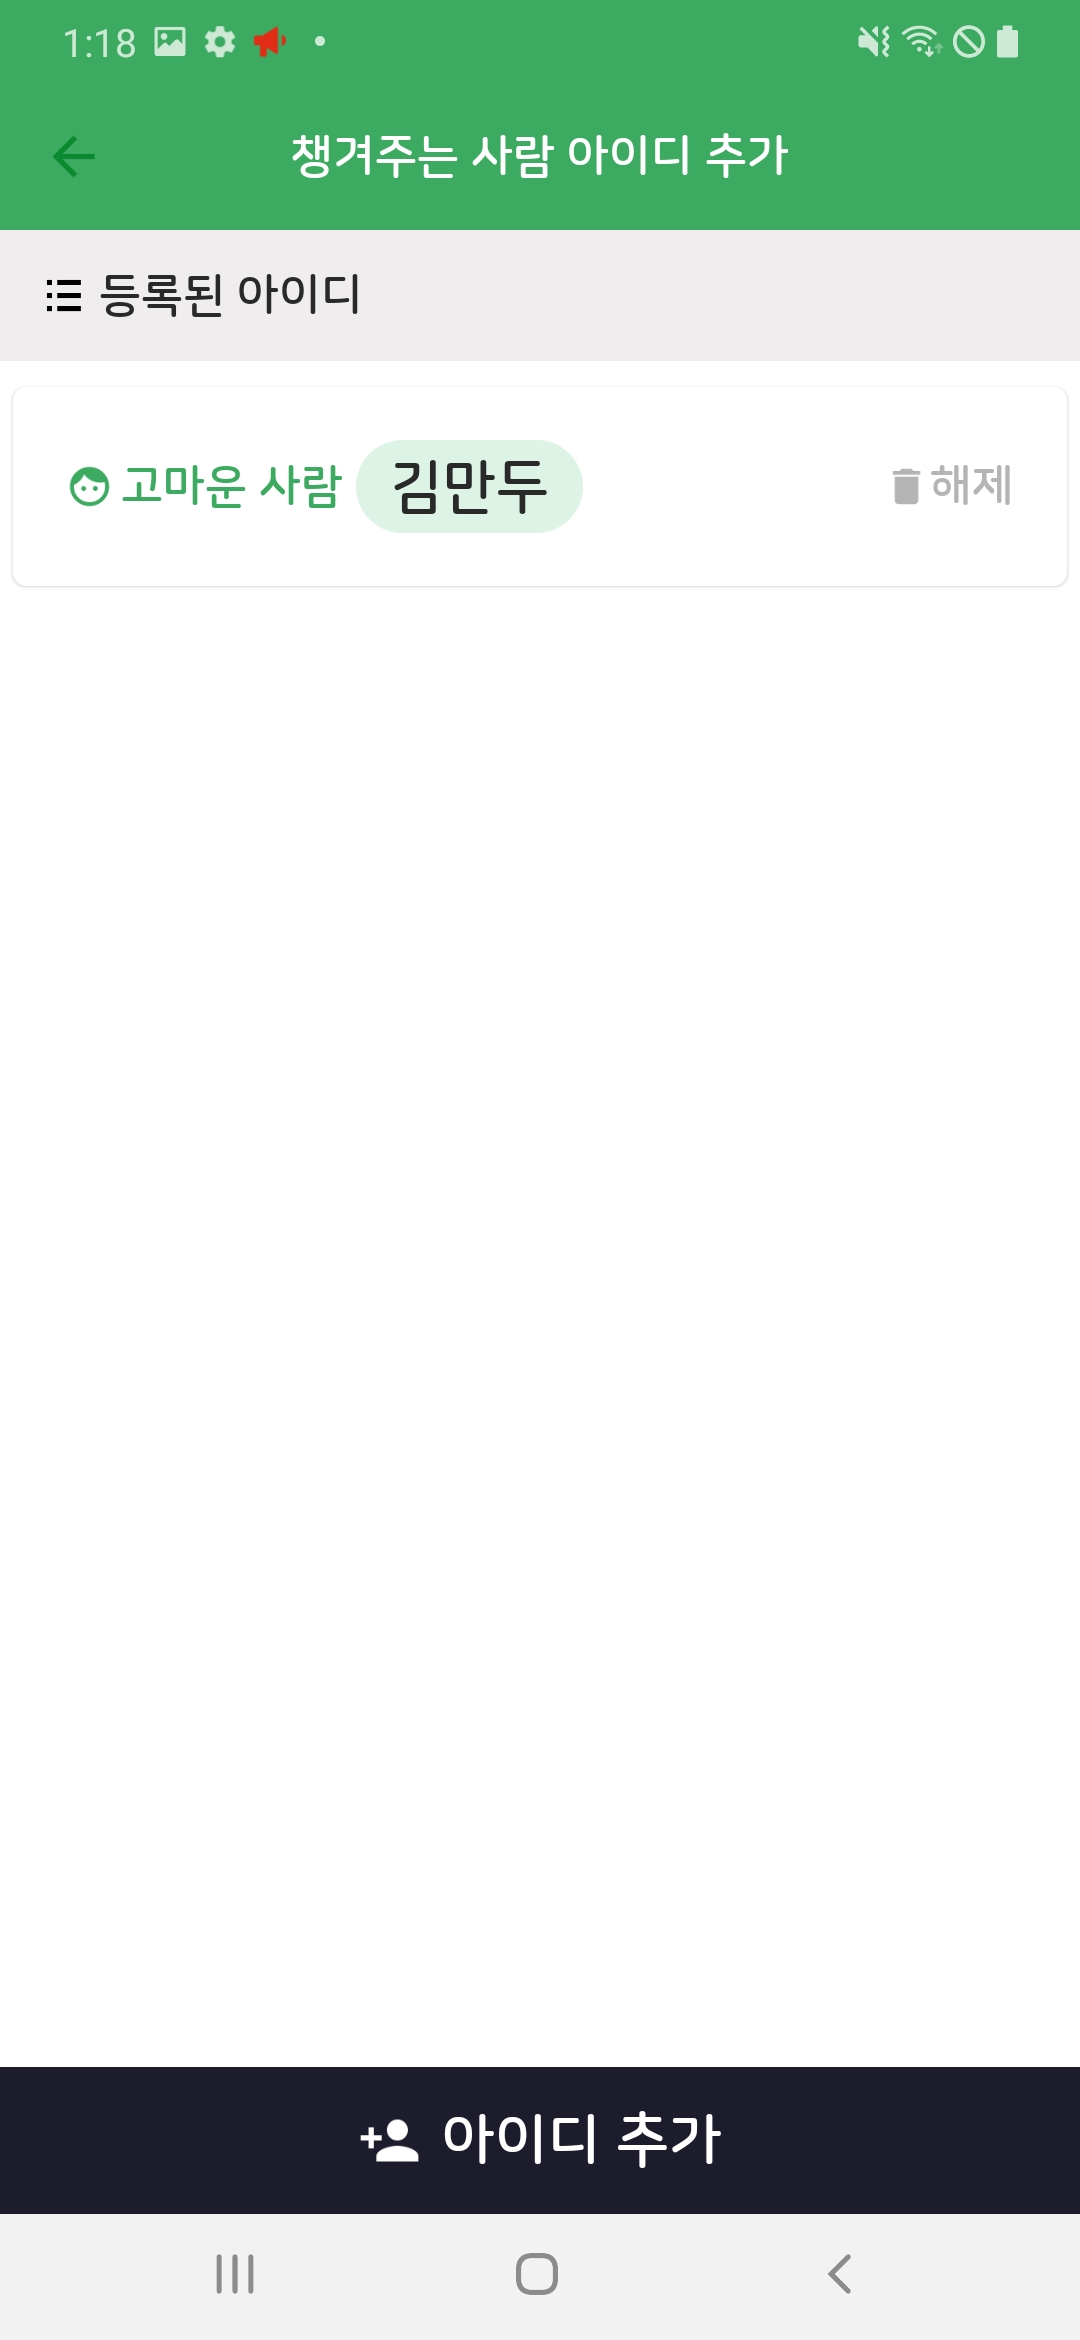 1:18
챙겨주는 사람 아이디 추가
등록된 아이디
고마운 사람 김만두 해제
아이디 추가